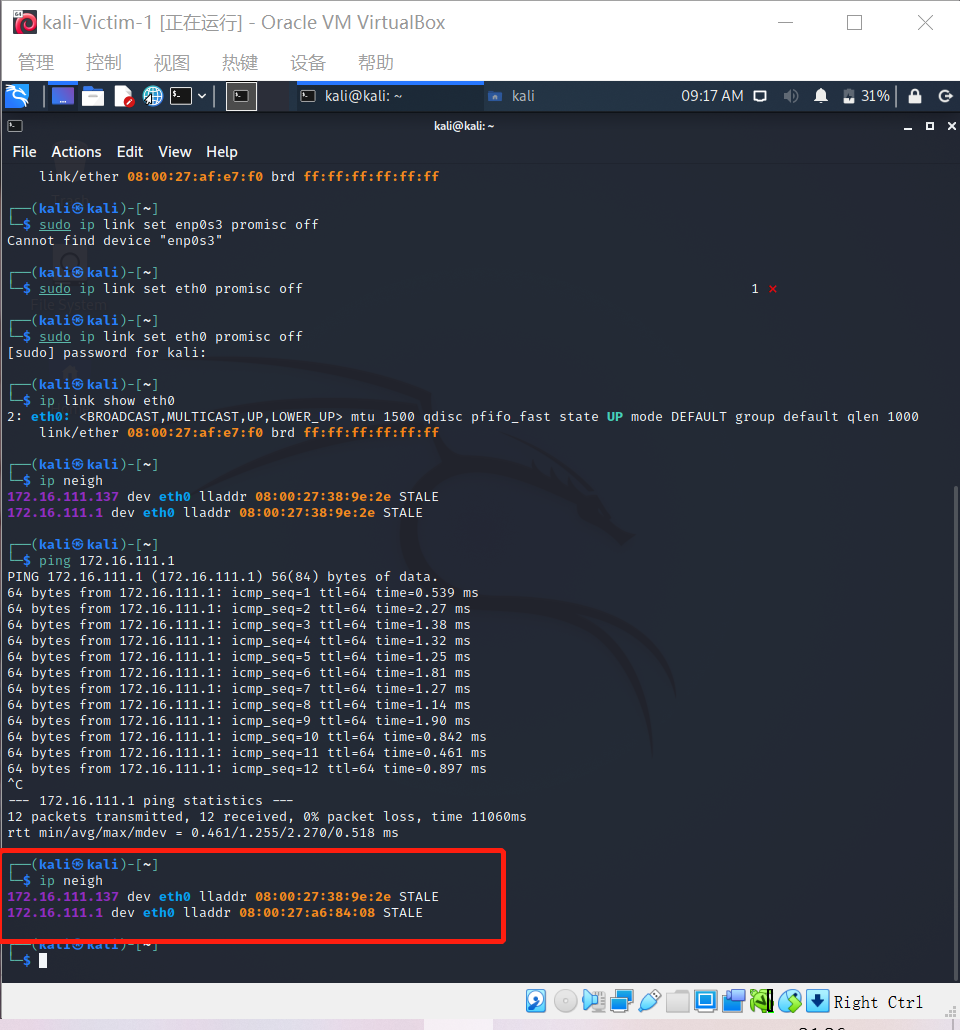 kali-Victim-1 [正在运行] - Oracle VM VirtualBox
管理 控制 视图 热键 设备 帮助
kali@kali: ~ kali 09:17 AM 31%
kali@kali: ~
File Actions Edit View Help
link/ether 08:00:27:af:e7:f0 brd ff:ff:ff:ff:ff:ff
┌──(kali㉿kali)-[~]
└─$ sudo ip link set enp0s3 promisc off
Cannot find device "enp0s3"
┌──(kali㉿kali)-[~]
└─$ sudo ip link set eth0 promisc off 1 ⨯
┌──(kali㉿kali)-[~]
└─$ sudo ip link set eth0 promisc off
[sudo] password for kali:
┌──(kali㉿kali)-[~]
└─$ ip link show eth0
2: eth0: <BROADCAST,MULTICAST,UP,LOWER_UP> mtu 1500 qdisc pfifo_fast state UP mode DEFAULT group default qlen 1000
link/ether 08:00:27:af:e7:f0 brd ff:ff:ff:ff:ff:ff
┌──(kali㉿kali)-[~]
└─$ ip neigh
172.16.111.137 dev eth0 lladdr 08:00:27:38:9e:2e STALE
172.16.111.1 dev eth0 lladdr 08:00:27:38:9e:2e STALE
┌──(kali㉿kali)-[~]
└─$ ping 172.16.111.1
PING 172.16.111.1 (172.16.111.1) 56(84) bytes of data.
64 bytes from 172.16.111.1: icmp_seq=1 ttl=64 time=0.539 ms
64 bytes from 172.16.111.1: icmp_seq=2 ttl=64 time=2.27 ms
64 bytes from 172.16.111.1: icmp_seq=3 ttl=64 time=1.38 ms
64 bytes from 172.16.111.1: icmp_seq=4 ttl=64 time=1.32 ms
64 bytes from 172.16.111.1: icmp_seq=5 ttl=64 time=1.25 ms
64 bytes from 172.16.111.1: icmp_seq=6 ttl=64 time=1.81 ms
64 bytes from 172.16.111.1: icmp_seq=7 ttl=64 time=1.27 ms
64 bytes from 172.16.111.1: icmp_seq=8 ttl=64 time=1.14 ms
64 bytes from 172.16.111.1: icmp_seq=9 ttl=64 time=1.90 ms
64 bytes from 172.16.111.1: icmp_seq=10 ttl=64 time=0.842 ms
64 bytes from 172.16.111.1: icmp_seq=11 ttl=64 time=0.461 ms
64 bytes from 172.16.111.1: icmp_seq=12 ttl=64 time=0.897 ms
^C
--- 172.16.111.1 ping statistics ---
12 packets transmitted, 12 received, 0% packet loss, time 11060ms
rtt min/avg/max/mdev = 0.461/1.255/2.270/0.518 ms
┌──(kali㉿kali)-[~]
└─$ ip neigh
172.16.111.137 dev eth0 lladdr 08:00:27:38:9e:2e STALE
172.16.111.1 dev eth0 lladdr 08:00:27:a6:84:08 STALE
┌──(kali㉿kali)-[~]
└─$
Right Ctrl